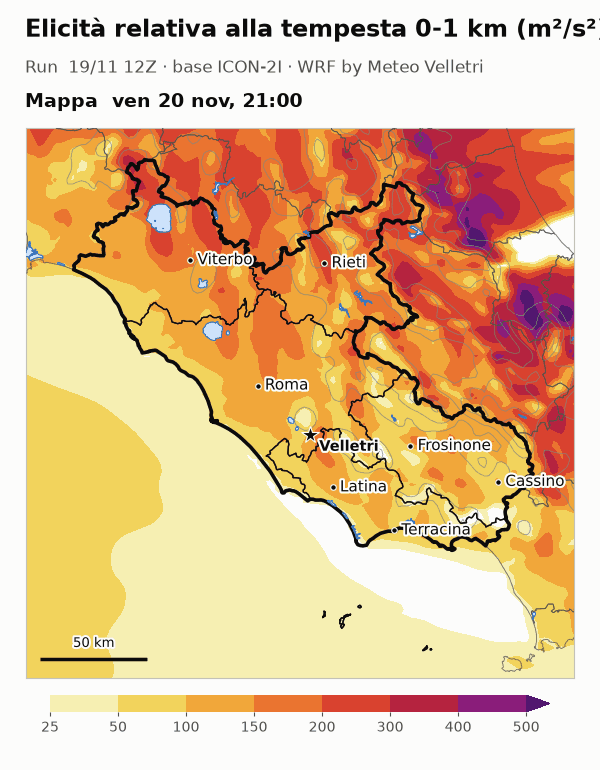 Elicità relativa alla tempesta 0-1 km (m²/s²)
Run 19/11 12Z · base ICON-2I · WRF by Meteo Velletri
Mappa ven 20 nov, 21:00
Viterbo
Rieti
Roma
Velletri
Frosinone
Latina
Cassino
Terracina
50 km
25 50 100 150 200 300 400 500